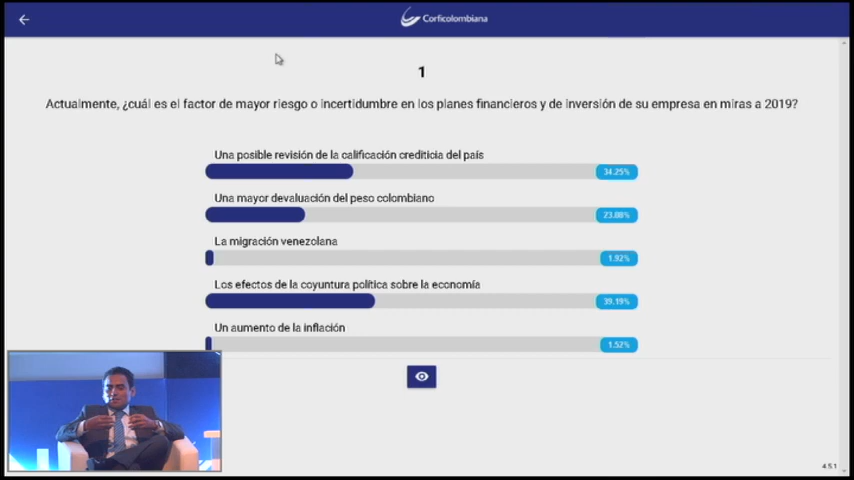 Corficolombiana
1
Actualmente, ¿cuál es el factor de mayor riesgo o incertidumbre en los planes financieros y de inversión de su empresa en miras a 2019?
Una posible revisión de la calificación crediticia del país
34.25%
Una mayor devaluación del peso colombiano
23.08%
La migración venezolana
1.92%
Los efectos de la coyuntura política sobre la economía
39.19%
Un aumento de la inflación
1.52%
4.5.1